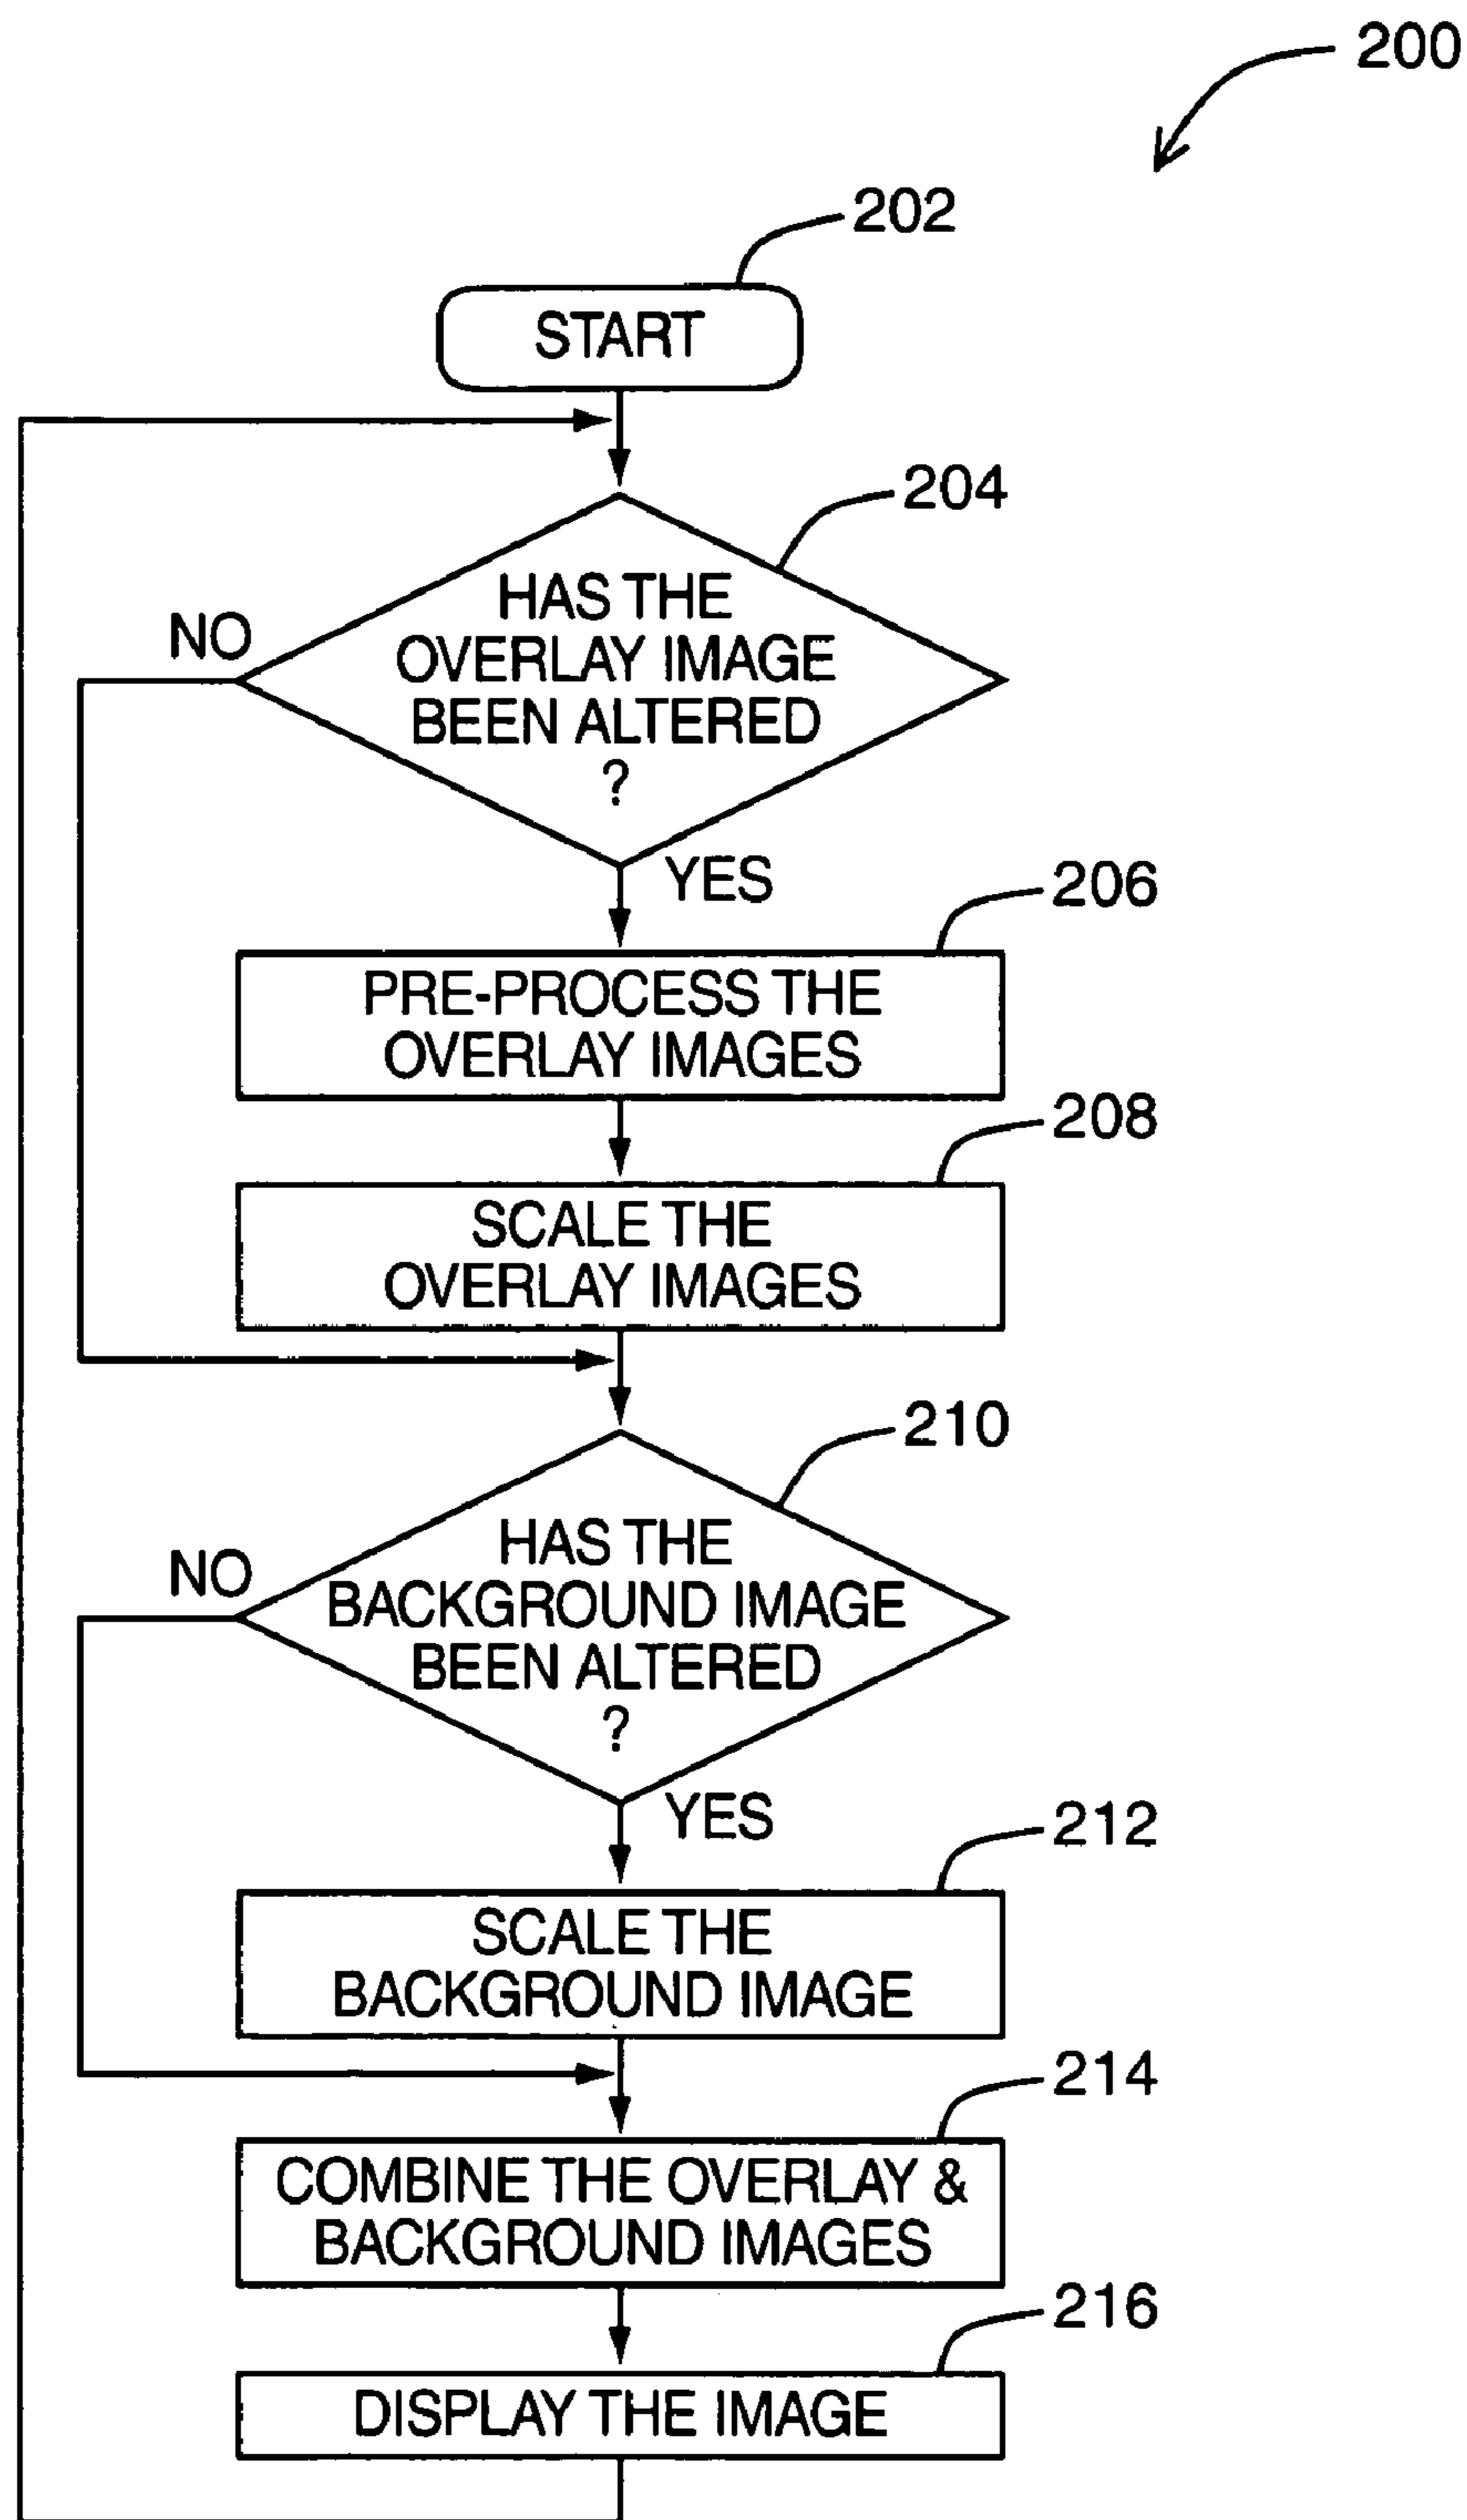 200
202
START
204
HAS THE
OVERLAY IMAGE
BEEN ALTERED
?
NO
YES
206
PRE-PROCESS THE
OVERLAY IMAGES
208
SCALE THE
OVERLAY IMAGES
210
HAS THE
BACKGROUND IMAGE
BEEN ALTERED
?
NO
YES
212
SCALE THE
BACKGROUND IMAGE
214
COMBINE THE OVERLAY &
BACKGROUND IMAGES
216
DISPLAY THE IMAGE